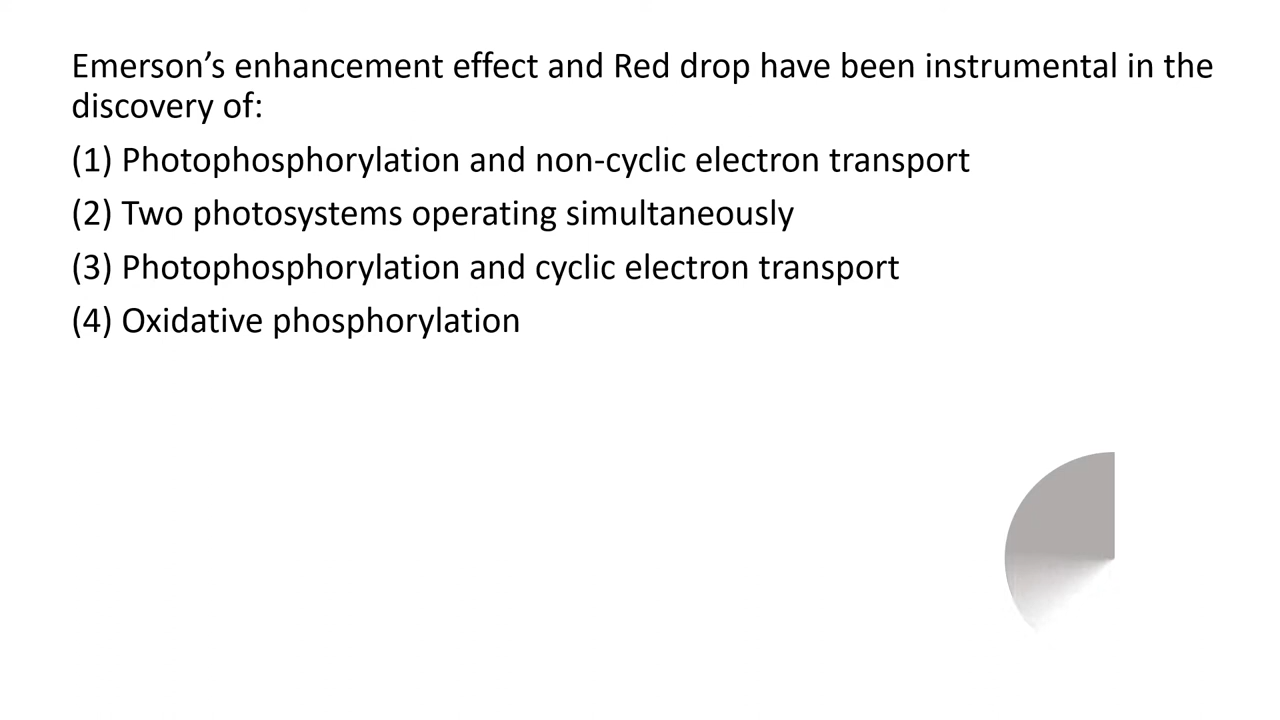 Emerson’s enhancement effect and Red drop have been instrumental in the
discovery of:
(1) Photophosphorylation and non-cyclic electron transport
(2) Two photosystems operating simultaneously
(3) Photophosphorylation and cyclic electron transport
(4) Oxidative phosphorylation